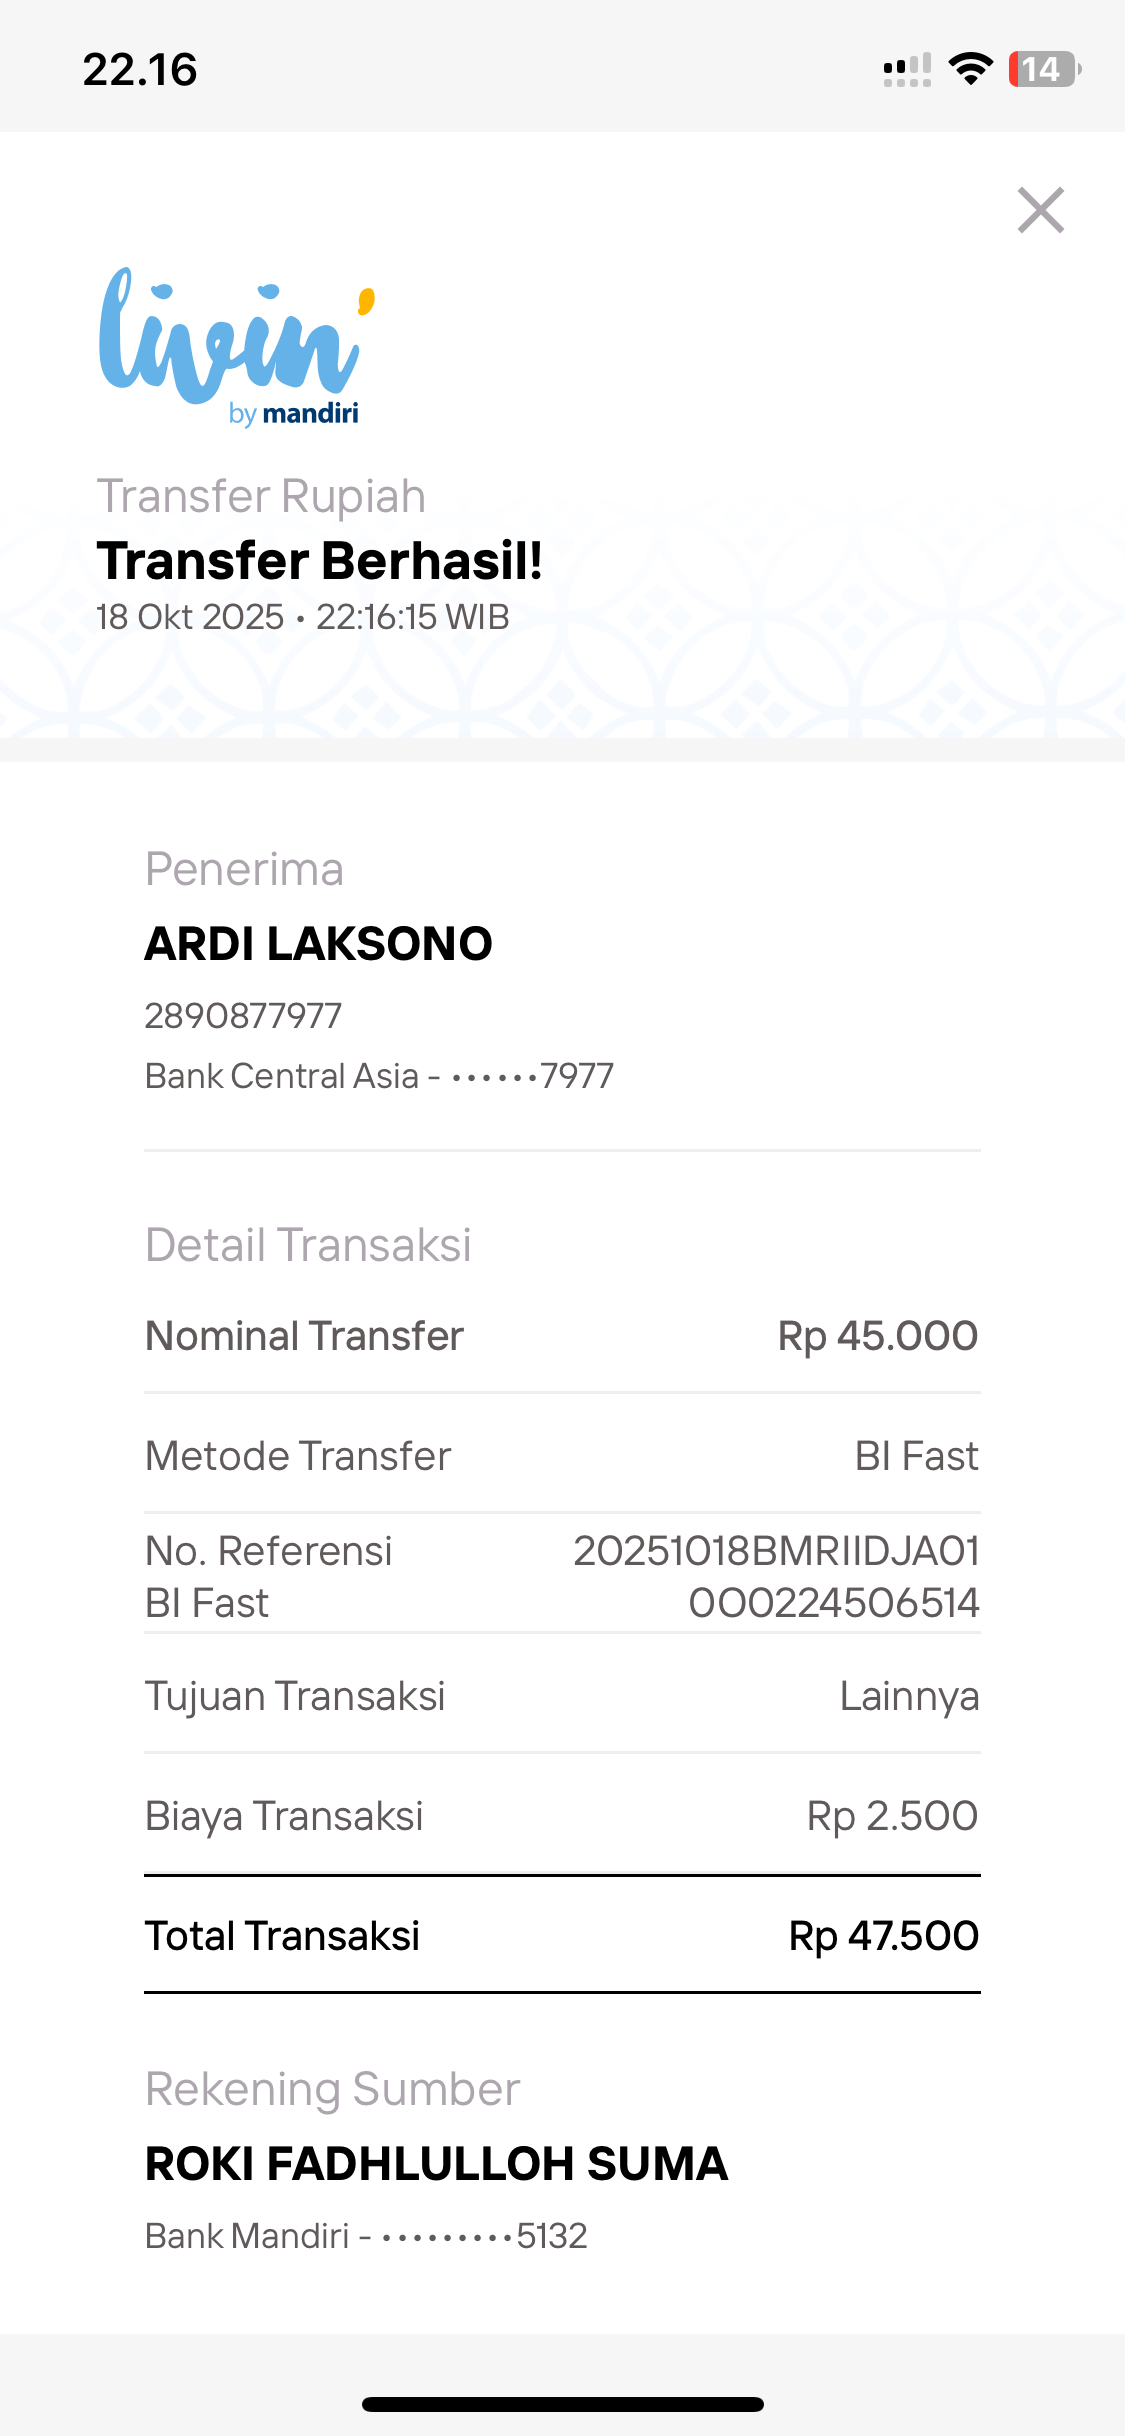 22.16
14
livin'
by mandiri
Transfer Rupiah
Transfer Berhasil!
18 Okt 2025 • 22:16:15 WIB
Penerima
ARDI LAKSONO
2890877977
Bank Central Asia - ••••••7977
Detail Transaksi
Nominal Transfer Rp 45.000
Metode Transfer BI Fast
No. Referensi 20251018BMRIIDJA01
BI Fast 0O0224506514
Tujuan Transaksi Lainnya
Biaya Transaksi Rp 2.500
Total Transaksi Rp 47.500
Rekening Sumber
ROKI FADHLULLOH SUMA
Bank Mandiri - •••••••••5132